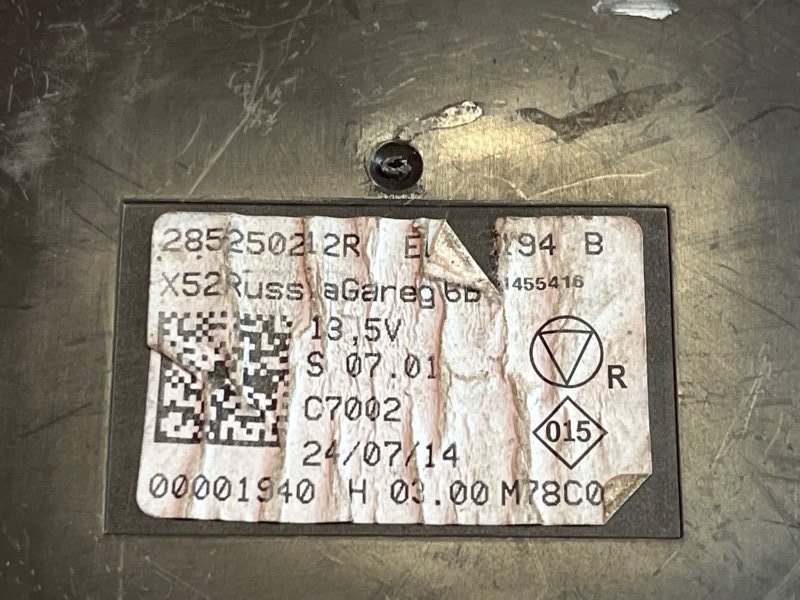 285250212R 194 B
X52RussiaGareg6B 1455416
13,5V
S 07.01
R
C7002
015
24/07/14
00001940 H 03.00 M78C0